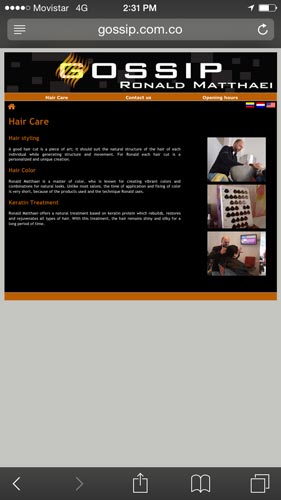 Movistar 4G 2:31 PM
gossip.com.co
GOSSIP
RONALD MATTHAEI
Hair Care Contact us Opening hours
Hair Care
Hair styling
A good hair cut is a piece of art; it should suit the natural structure of the hair of each
individual while generating structure and movement. For Ronald each hair cut is a
personalized and unique creation.
Hair Color
Ronald Matthaei is a master of color, who is known for creating vibrant colors and
combinations for natural looks. Unlike most salons, the time of application and fixing of color
is very short, because of the products used and the technique Ronald uses.
Keratin Treatment
Ronald Matthaei offers a natural treatment based on keratin protein which rebuilds, restores
and rejuvenates all types of hair. With this treatment, the hair remains shiny and silky for a
long period of time.